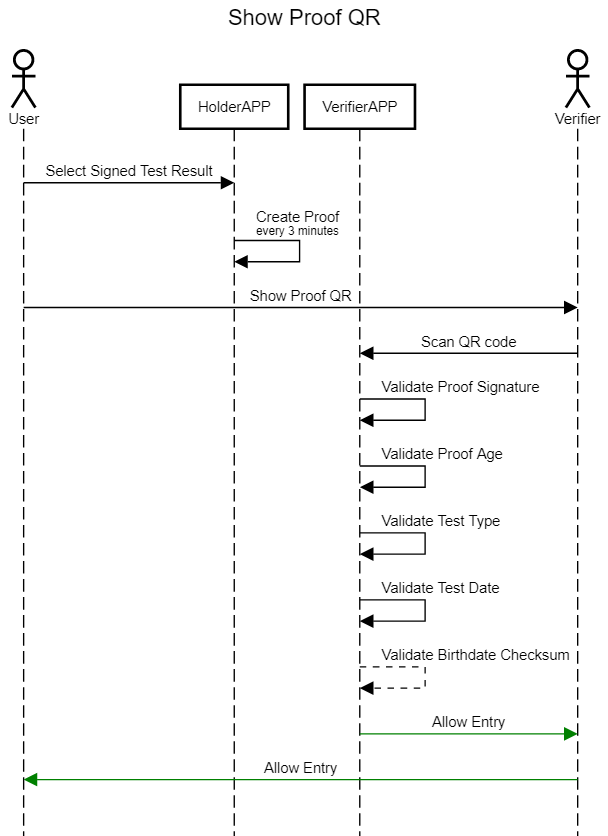 Show Proof QR
User
HolderAPP
VerifierAPP
Verifier
Select Signed Test Result
Create Proof
every 3 minutes
Show Proof QR
Scan QR code
Validate Proof Signature
Validate Proof Age
Validate Test Type
Validate Test Date
Validate Birthdate Checksum
Allow Entry
Allow Entry